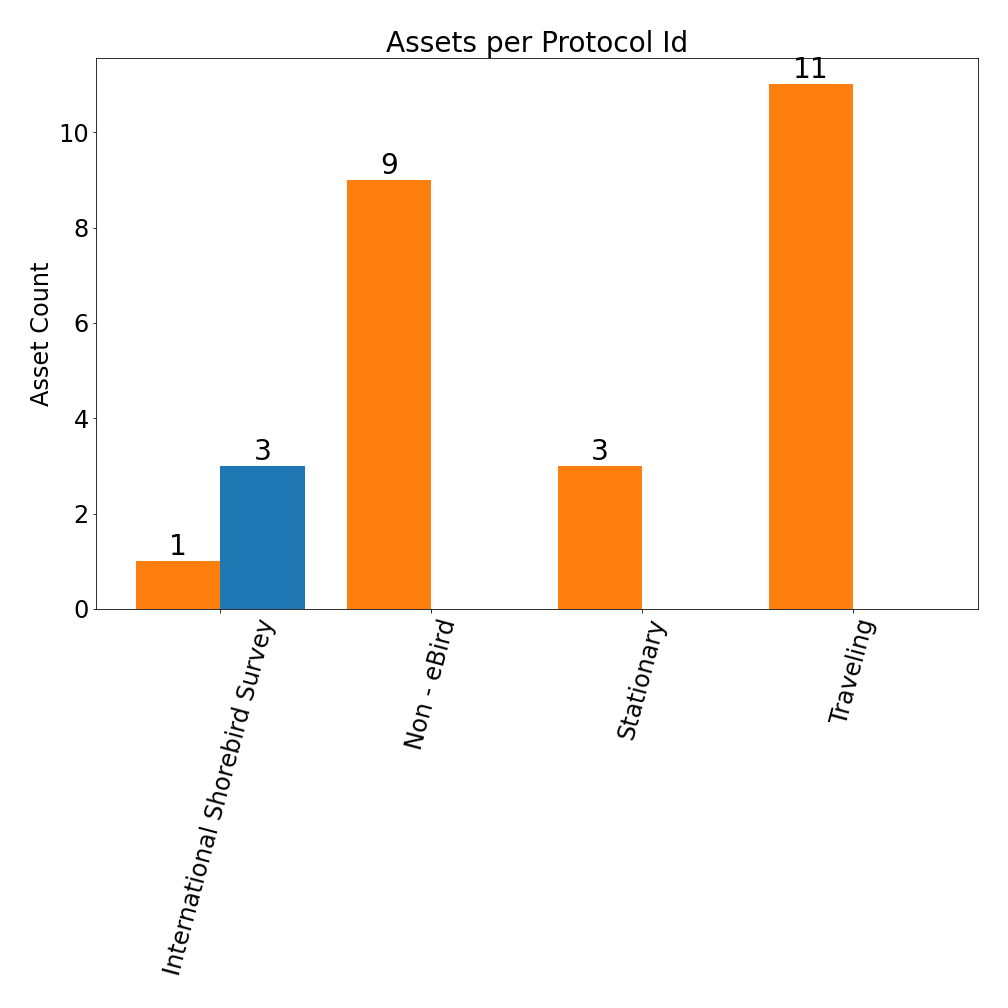 Assets per Protocol Id
Asset Count
10
8
6
4
2
0
1
3
9
3
11
International Shorebird Survey
Non - eBird
Stationary
Traveling